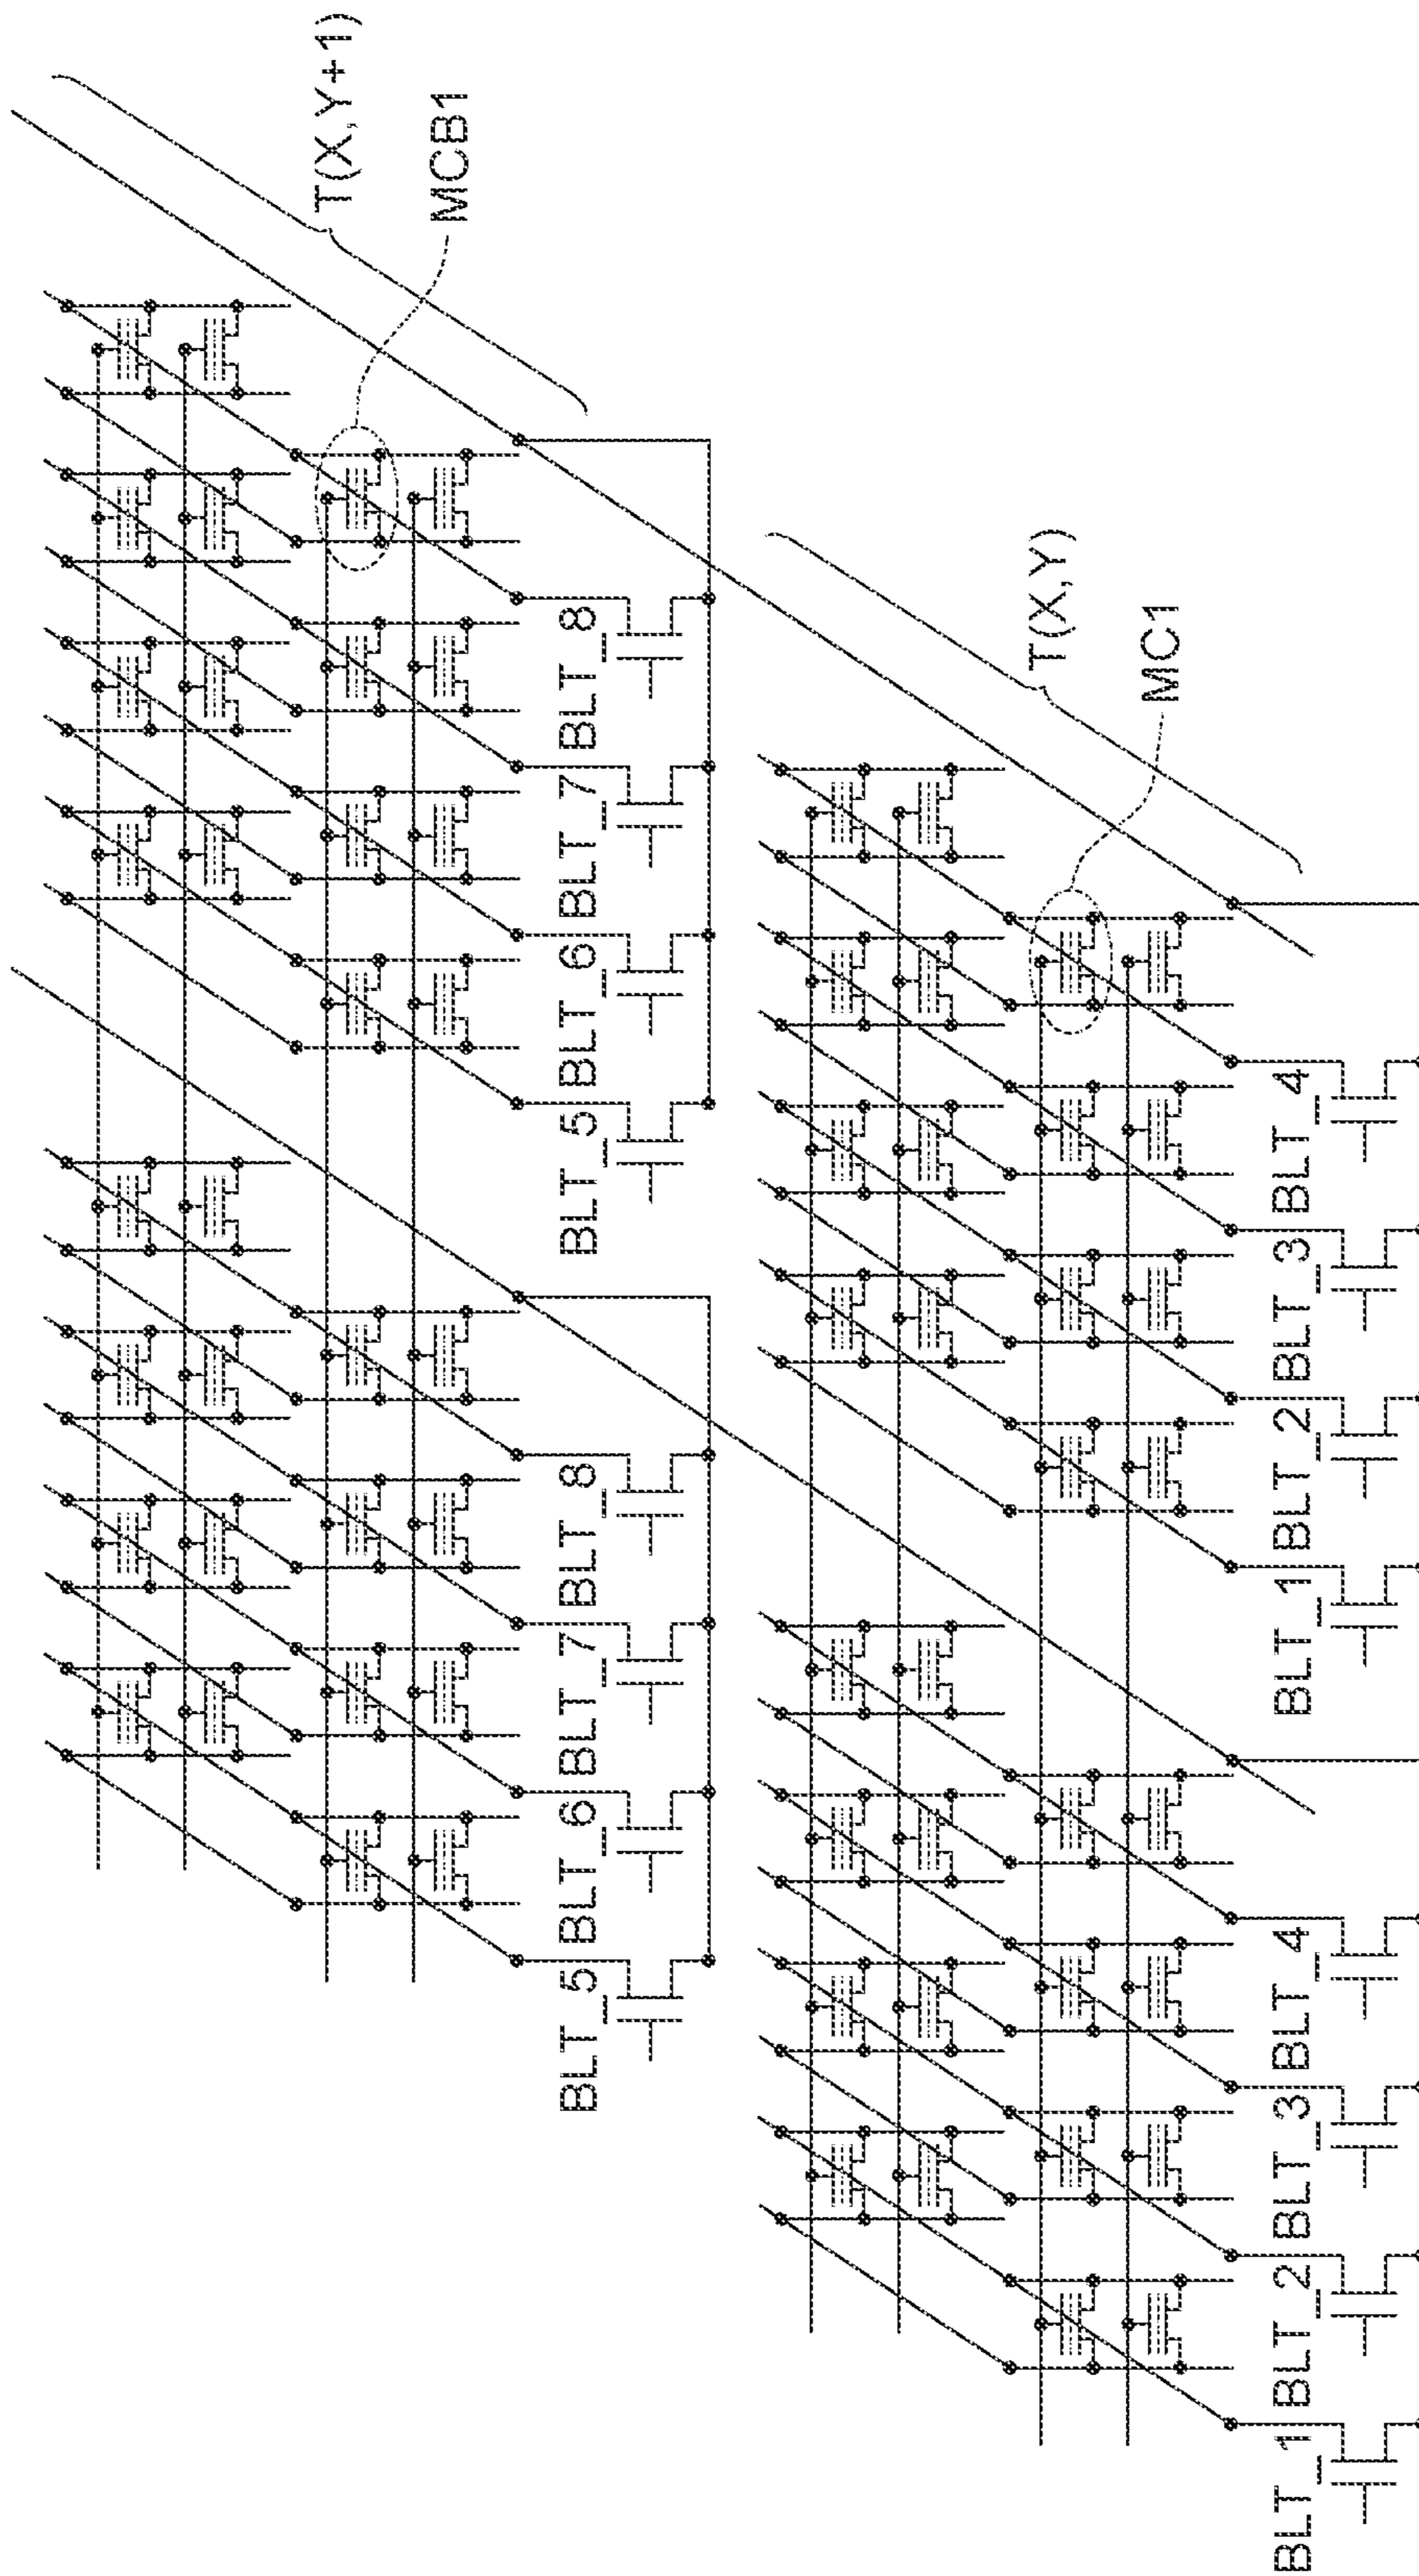 T(X,Y+1)
MCB1
BLT_5 BLT_6 BLT_7 BLT_8
BLT_5 BLT_6 BLT_7 BLT_8
T(X,Y)
MC1
BLT_1 BLT_2 BLT_3 BLT_4
BLT_1 BLT_2 BLT_3 BLT_4